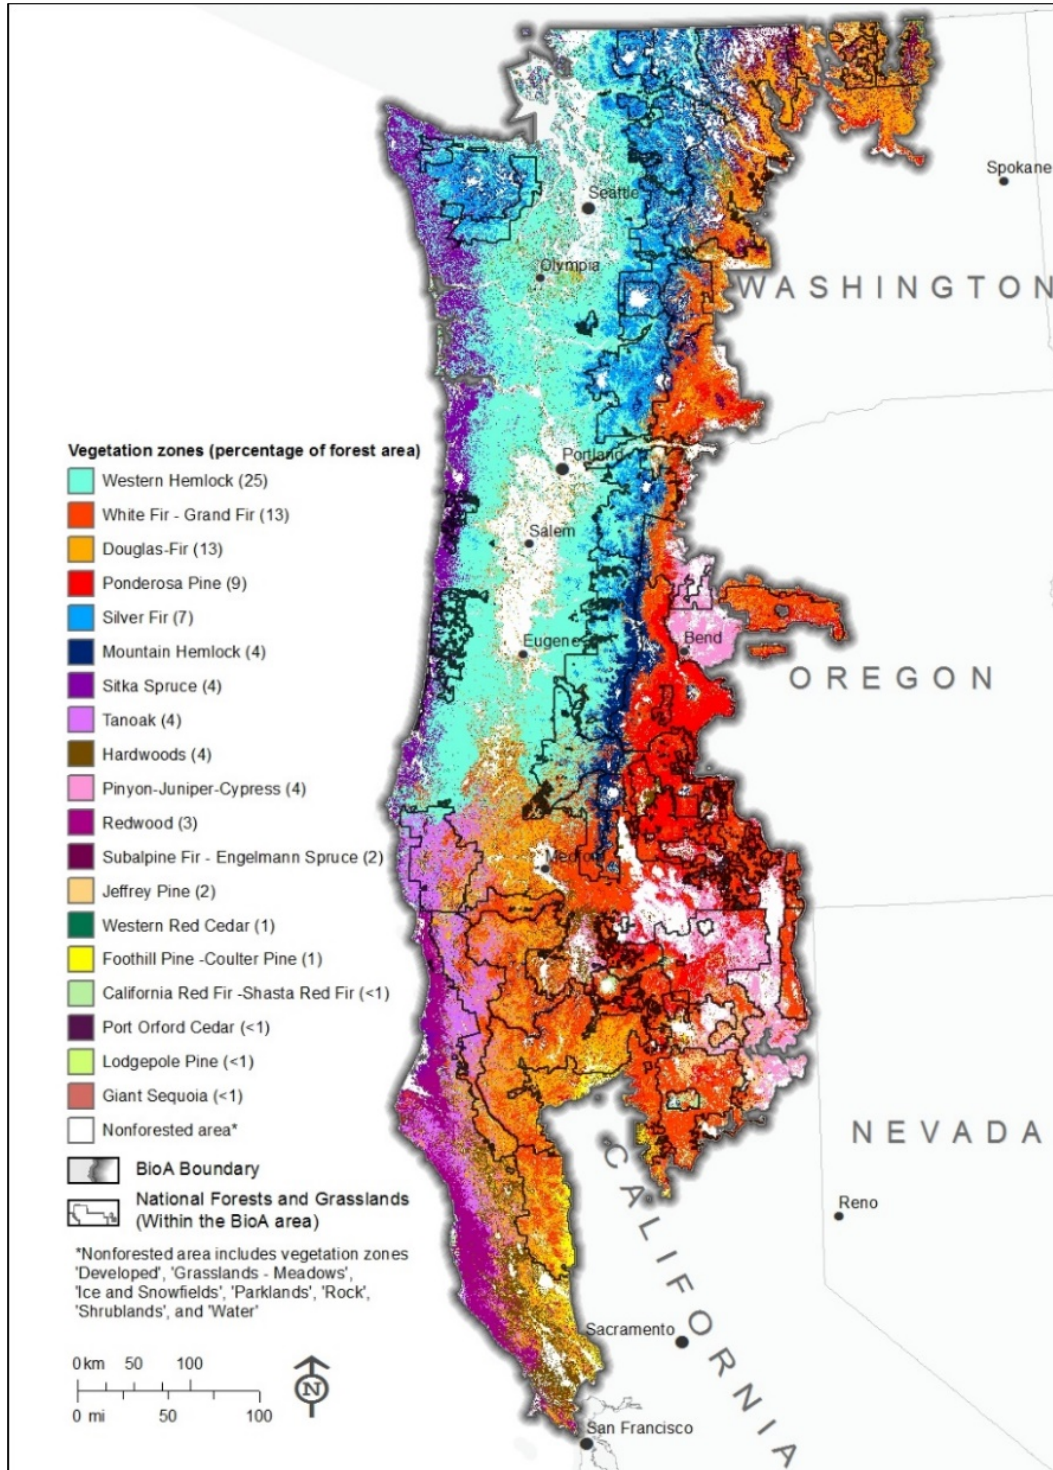 Spokane
Seattle
Olympia
WASHINGTON
Vegetation zones (percentage of forest area)
Western Hemlock (25)
White Fir - Grand Fir (13)
Douglas-Fir (13)
Ponderosa Pine (9)
Silver Fir (7)
Mountain Hemlock (4)
Sitka Spruce (4)
Tanoak (4)
Hardwoods (4)
Pinyon-Juniper-Cypress (4)
Redwood (3)
Subalpine Fir - Engelmann Spruce (2)
Jeffrey Pine (2)
Western Red Cedar (1)
Foothill Pine -Coulter Pine (1)
California Red Fir -Shasta Red Fir (<1)
Port Orford Cedar (<1)
Lodgepole Pine (<1)
Giant Sequoia (<1)
Nonforested area*
BioA Boundary
National Forests and Grasslands
(Within the BioA area)
*Nonforested area includes vegetation zones
'Developed', 'Grasslands - Meadows',
'Ice and Snowfields', 'Parklands', 'Rock',
'Shrublands', and 'Water'
0 km 50 100
0 mi 50 100
N
Portland
Salem
Eugene
Bend
OREGON
Medford
NEVADA
CALIFORNIA
Reno
Sacramento
San Francisco